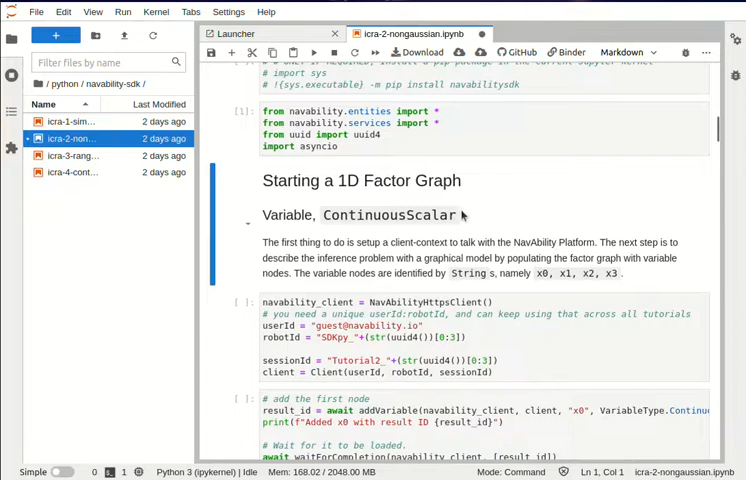 File Edit View Run Kernel Tabs Settings Help
Launcher
icra-2-nongaussian.ipynb
Download GitHub Binder Markdown
Filter files by name
/ python / navability-sdk /
Name Last Modified
icra-1-sim… 2 days ago
icra-2-non… 2 days ago
icra-3-rang… 2 days ago
icra-4-cont… 2 days ago
# import sys
# !{sys.executable} -m pip install navabilitysdk
[1]: from navability.entities import *
from navability.services import *
from uuid import uuid4
import asyncio
Starting a 1D Factor Graph
Variable, ContinuousScalar
The first thing to do is setup a client-context to talk with the NavAbility Platform. The next step is to
describe the inference problem with a graphical model by populating the factor graph with variable
nodes. The variable nodes are identified by String s, namely x0, x1, x2, x3.
[ ]: navability_client = NavAbilityHttpsClient()
# you need a unique userId:robotId, and can keep using that across all tutorials
userId = "guest@navability.io"
robotId = "SDKpy_"+(str(uuid4())[0:3])
sessionId = "Tutorial2_"+(str(uuid4())[0:3])
client = Client(userId, robotId, sessionId)
[ ]: # add the first node
result_id = await addVariable(navability_client, client, "x0", VariableType.Continuo
print(f"Added x0 with result ID {result_id}")
# Wait for it to be loaded.
await waitForCompletion(navability_client, [result_id])
Simple 0 1 Python 3 (ipykernel) | Idle Mem: 168.02 / 2048.00 MB Mode: Command Ln 1, Col 1 icra-2-nongaussian.ipynb